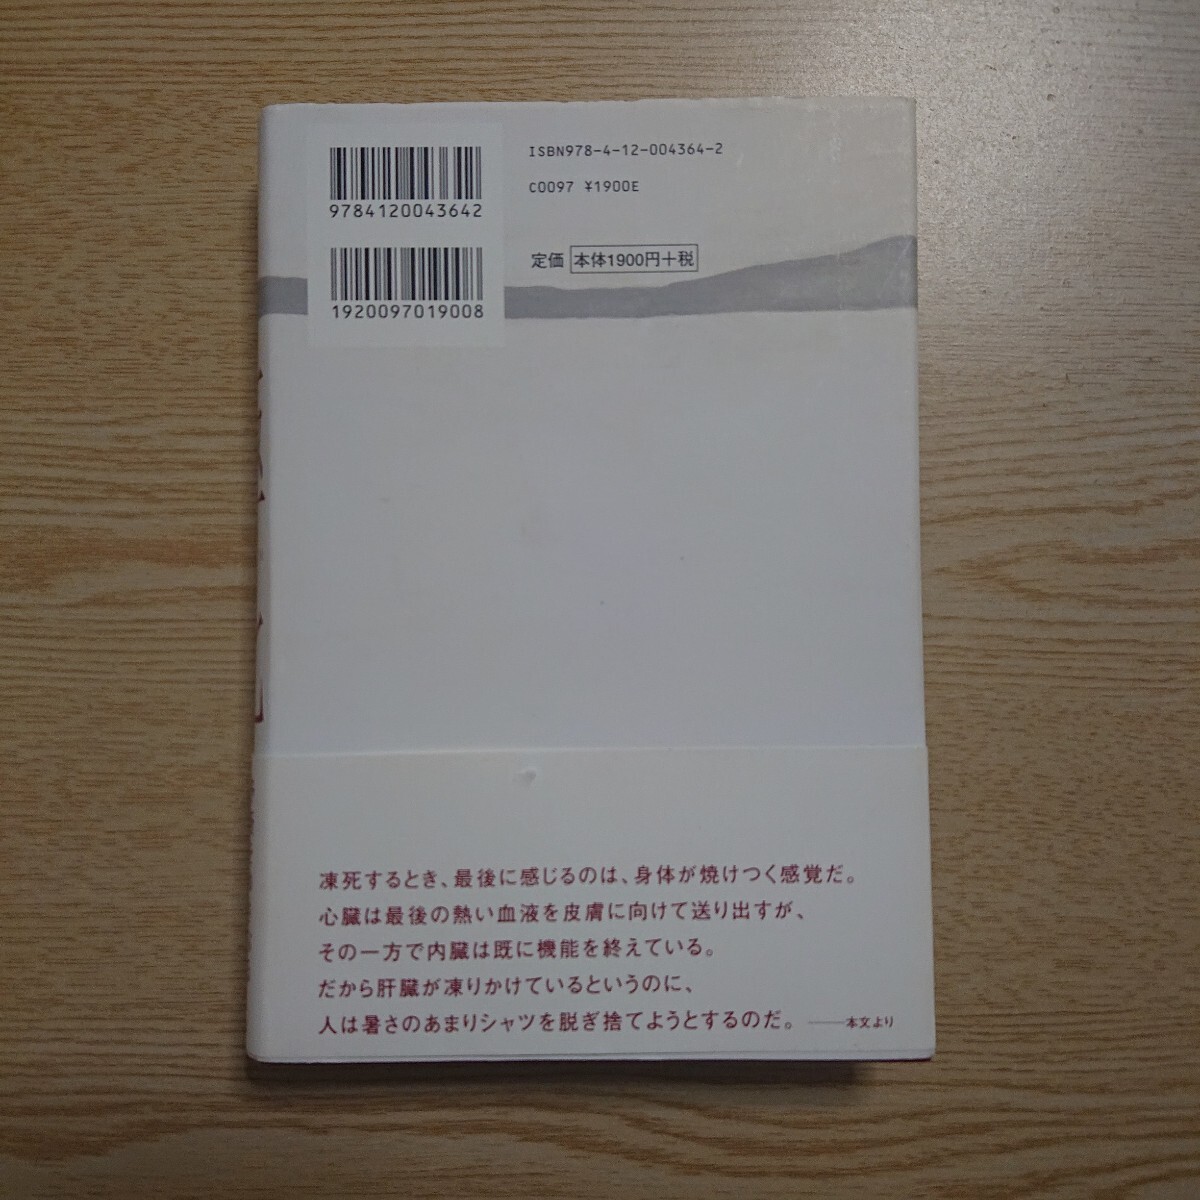 ISBN978-4-12-004364-2
C0097 ¥1900E
9784120043642
定価 本体1900円+税
1920097019008
凍死するとき、最後に感じるのは、身体が焼けつく感覚だ。
心臓は最後の熱い血液を皮膚に向けて送り出すが、
その一方で内臓は既に機能を終えている。
だから肝臓が凍りかけているというのに、
人は暑さのあまりシャツを脱ぎ捨てようとするのだ。 ——本文より